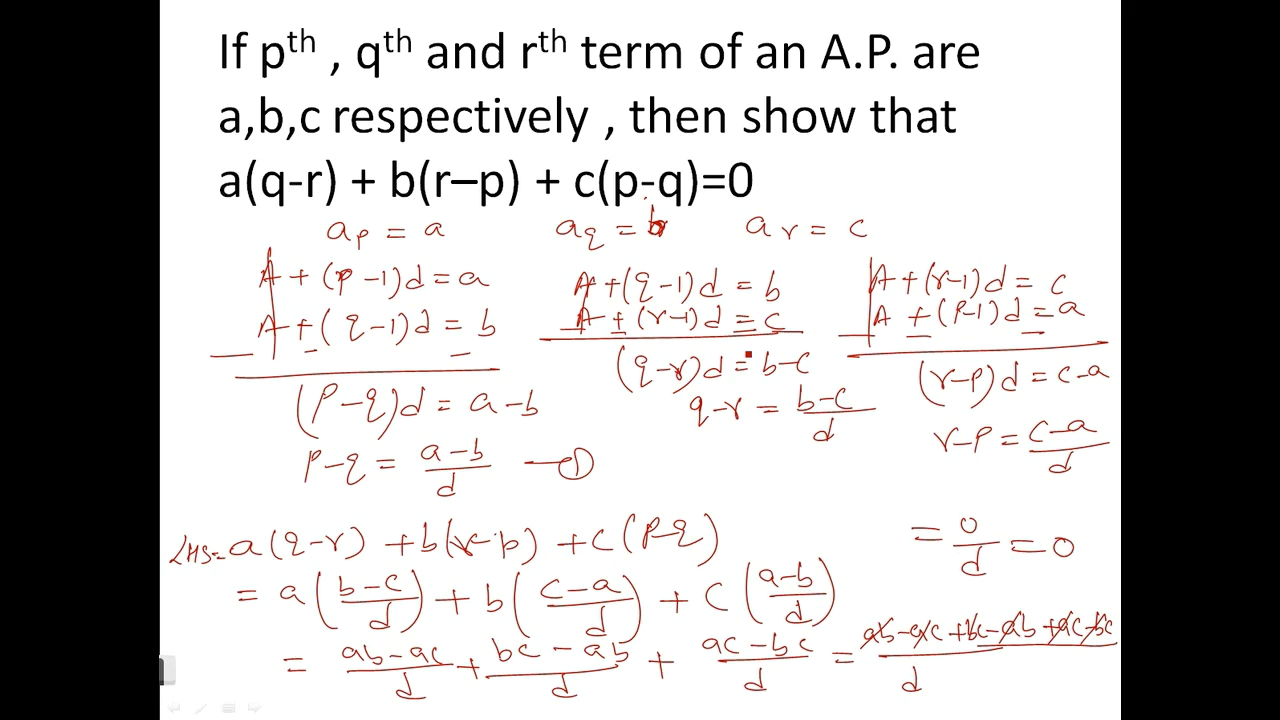 If pᵗʰ , qᵗʰ and rᵗʰ term of an A.P. are
a,b,c respectively , then show that
a(q-r) + b(r–p) + c(p-q)=0
aₚ = a
a_q = b
aᵣ = c
A + (p-1)d = a
A + (q-1)d = b
(p-q)d = a-b
p-q = (a-b)/d — ①
A + (q-1)d = b
A + (r-1)d = c
(q-r)d = b-c
q-r = (b-c)/d
A + (r-1)d = c
A + (p-1)d = a
(r-p)d = c-a
r-p = (c-a)/d
LHS = a(q-r) + b(r-p) + c(p-q)
= a((b-c)/d) + b((c-a)/d) + c((a-b)/d)
= (ab-ac)/d + (bc-ab)/d + (ac-bc)/d = (ab-ac+bc-ab+ac-bc)/d
= 0/d = 0